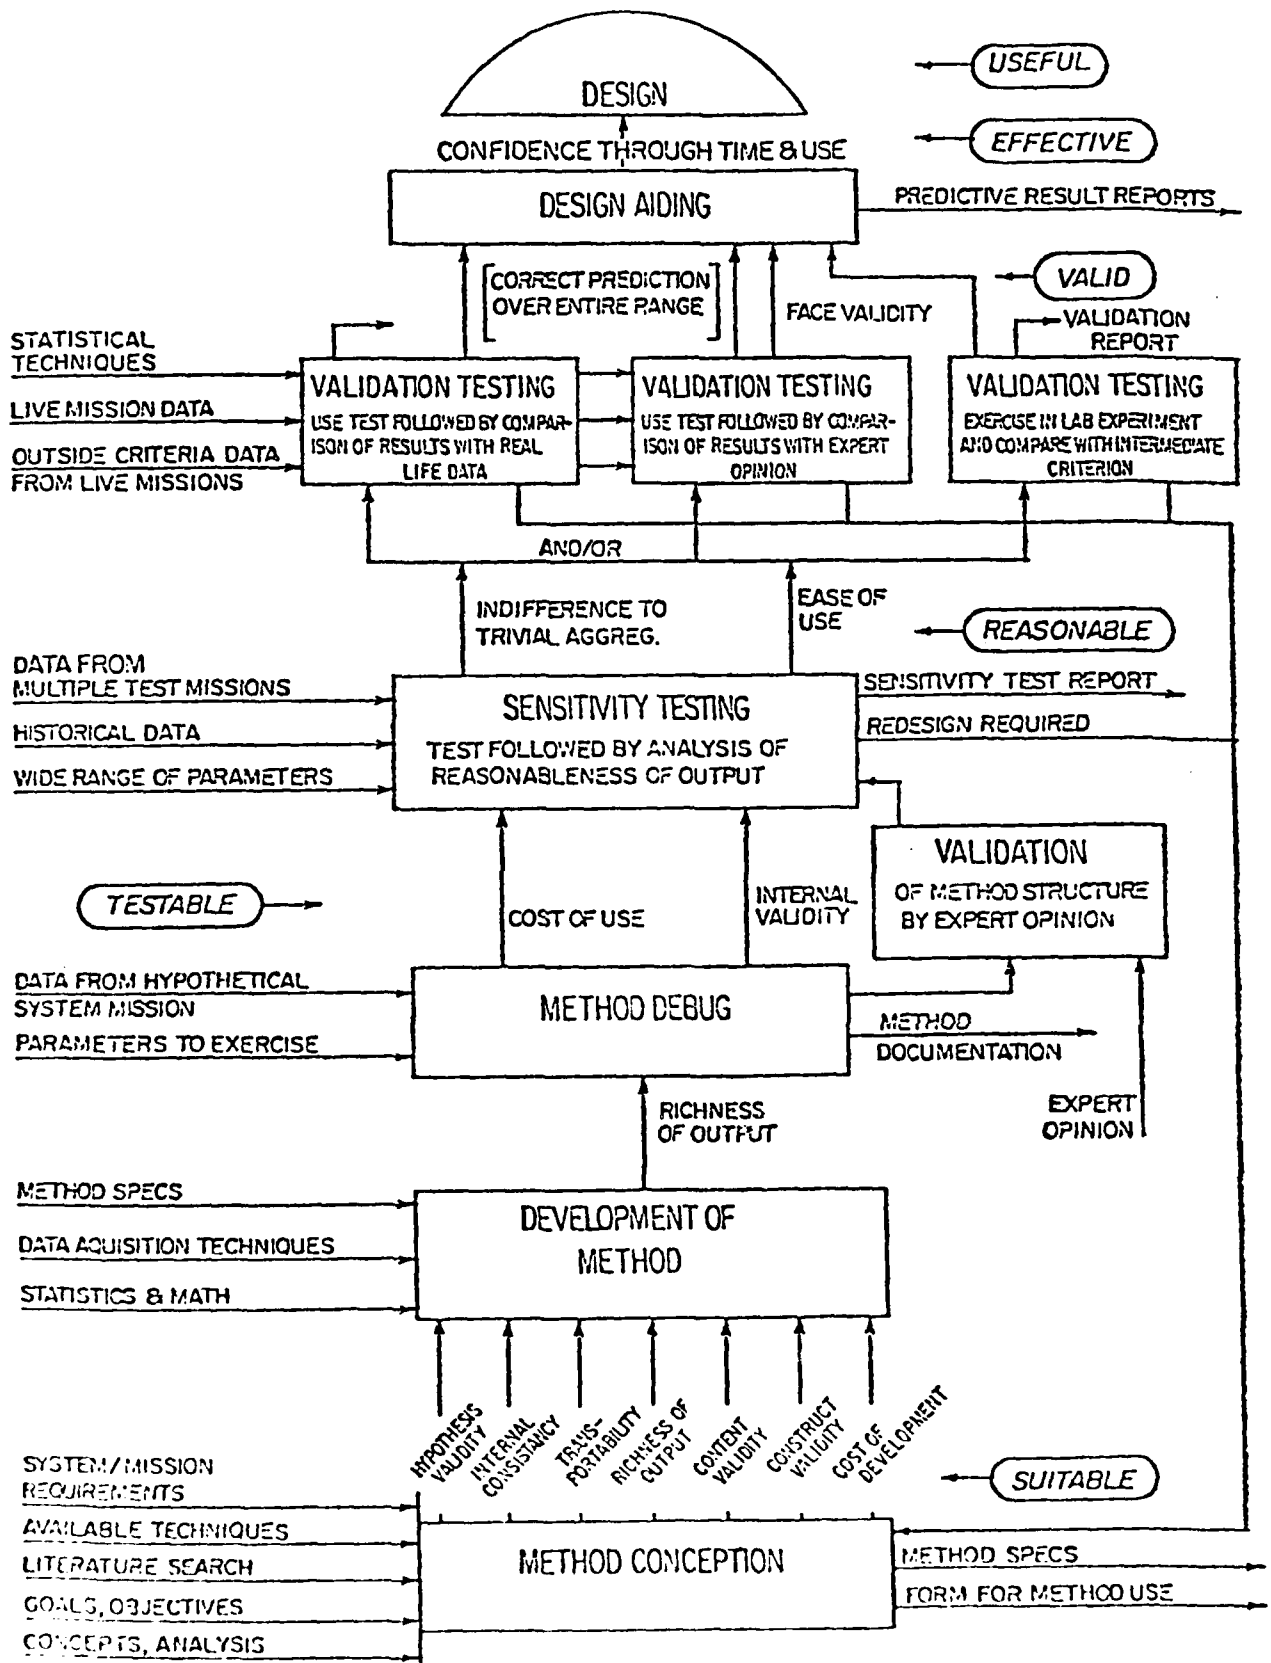 USEFUL
DESIGN
EFFECTIVE
CONFIDENCE THROUGH TIME & USE
DESIGN AIDING
PREDICTIVE RESULT REPORTS
CORRECT PREDICTION
OVER ENTIRE RANGE
VALID
FACE VALIDITY
VALIDATION
REPORT
STATISTICAL
TECHNIQUES
LIVE MISSION DATA
OUTSIDE CRITERIA DATA
FROM LIVE MISSIONS
VALIDATION TESTING
USE TEST FOLLOWED BY COMPAR-
ISON OF RESULTS WITH REAL
LIFE DATA
VALIDATION TESTING
USE TEST FOLLOWED BY COMPAR-
ISON OF RESULTS WITH EXPERT
OPINION
VALIDATION TESTING
EXERCISE IN LAB EXPERIMENT
AND COMPARE WITH INTERMEDIATE
CRITERION
AND/OR
INDIFFERENCE TO
TRIVIAL AGGREG.
EASE OF
USE
REASONABLE
DATA FROM
MULTIPLE TEST MISSIONS
HISTORICAL DATA
WIDE RANGE OF PARAMETERS
SENSITIVITY TESTING
TEST FOLLOWED BY ANALYSIS OF
REASONABLENESS OF OUTPUT
SENSITIVITY TEST REPORT
REDESIGN REQUIRED
VALIDATION
OF METHOD STRUCTURE
BY EXPERT OPINION
TESTABLE
COST OF USE
INTERNAL
VALIDITY
DATA FROM HYPOTHETICAL
SYSTEM MISSION
PARAMETERS TO EXERCISE
METHOD DEBUG
METHOD
DOCUMENTATION
EXPERT
OPINION
RICHNESS
OF OUTPUT
METHOD SPECS
DATA AQUISITION TECHNIQUES
STATISTICS & MATH
DEVELOPMENT OF
METHOD
HYPOTHESIS
VALIDITY
INTERNAL
CONSISTANCY
TRANS-
PORTABILITY
RICHNESS OF
OUTPUT
CONTENT
VALIDITY
CONSTRUCT
VALIDITY
COST OF
DEVELOPMENT
SUITABLE
SYSTEM/MISSION
REQUIREMENTS
AVAILABLE TECHNIQUES
LITERATURE SEARCH
GOALS, OBJECTIVES
CONCEPTS, ANALYSIS
METHOD CONCEPTION
METHOD SPECS
FORM FOR METHOD USE